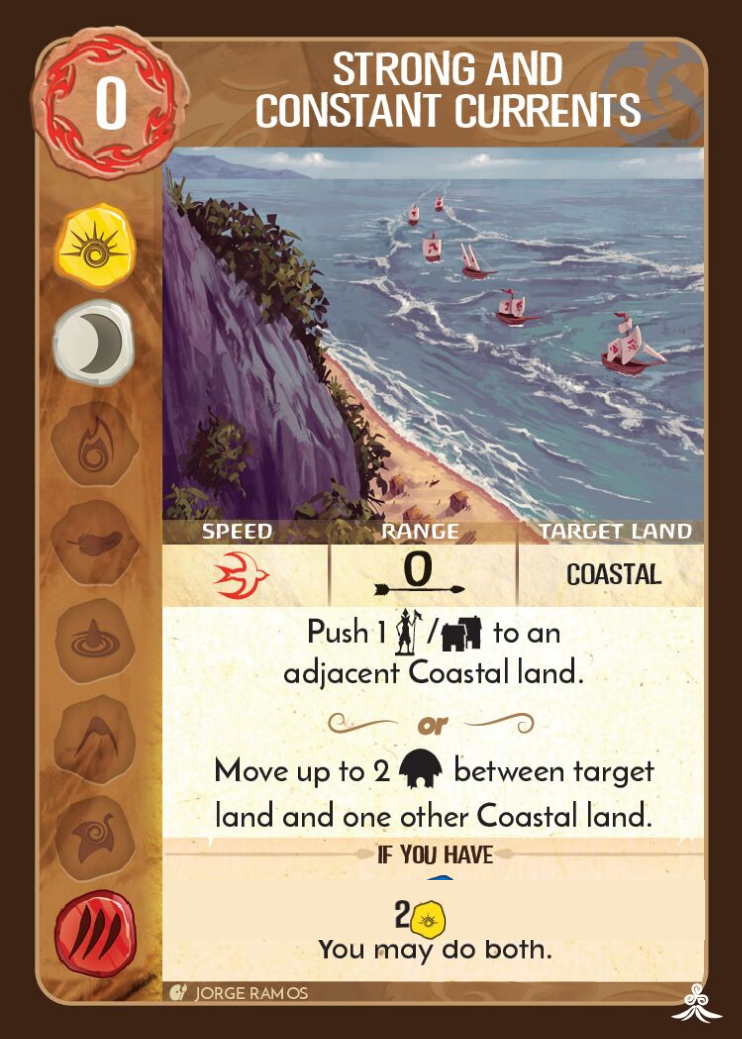 0
STRONG AND
CONSTANT CURRENTS
SPEED RANGE TARGET LAND
0 COASTAL
Push 1 / to an
adjacent Coastal land.
or
Move up to 2 between target
land and one other Coastal land.
IF YOU HAVE
2
You may do both.
JORGE RAMOS